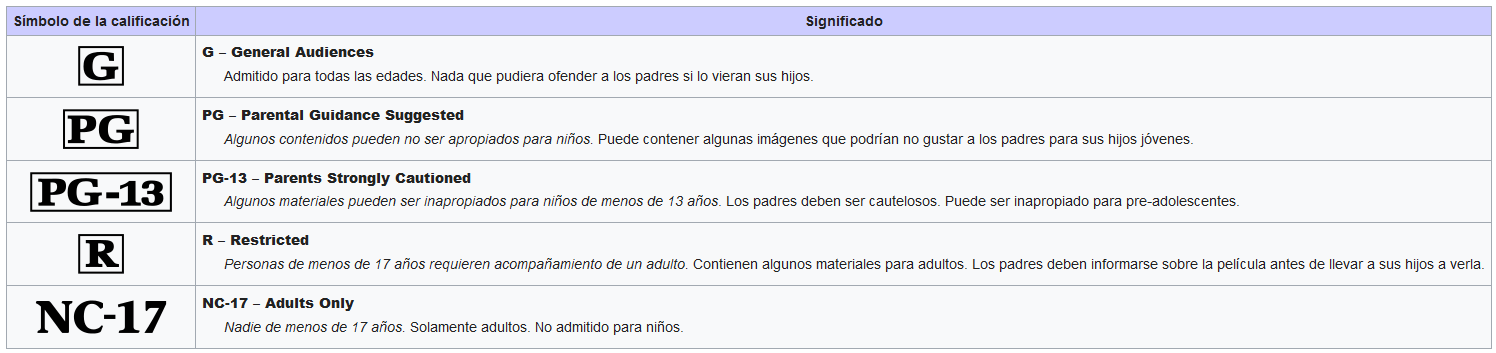 Símbolo de la calificación Significado
G
G – General Audiences
Admitido para todas las edades. Nada que pudiera ofender a los padres si lo vieran sus hijos.
PG
PG – Parental Guidance Suggested
Algunos contenidos pueden no ser apropiados para niños. Puede contener algunas imágenes que podrían no gustar a los padres para sus hijos jóvenes.
PG-13
PG-13 – Parents Strongly Cautioned
Algunos materiales pueden ser inapropiados para niños de menos de 13 años. Los padres deben ser cautelosos. Puede ser inapropiado para pre-adolescentes.
R
R – Restricted
Personas de menos de 17 años requieren acompañamiento de un adulto. Contienen algunos materiales para adultos. Los padres deben informarse sobre la película antes de llevar a sus hijos a verla.
NC-17
NC-17 – Adults Only
Nadie de menos de 17 años. Solamente adultos. No admitido para niños.